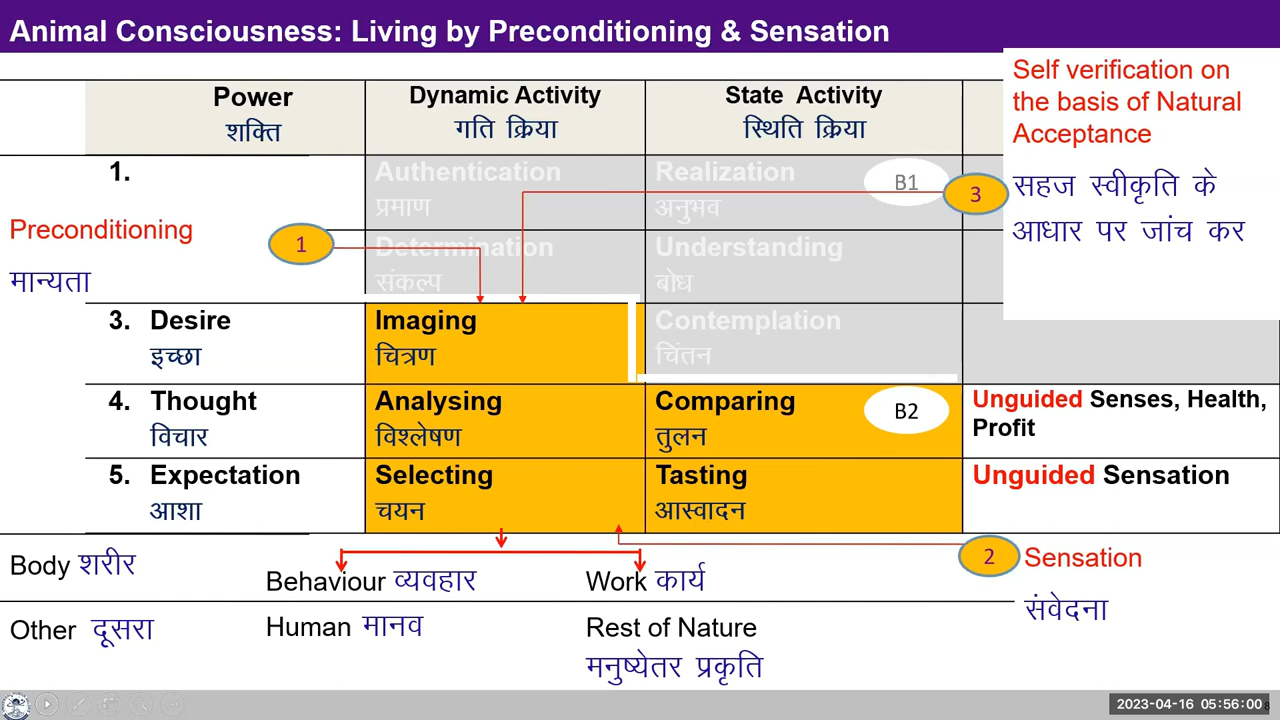 Animal Consciousness: Living by Preconditioning & Sensation
Power
शक्ति
Dynamic Activity
गति क्रिया
State Activity
स्थिति क्रिया
Self verification on
the basis of Natural
Acceptance
सहज स्वीकृति के
आधार पर जांच कर
1.
Authentication
प्रमाण
Realization
अनुभव
B1
3
Preconditioning
मान्यता
1
Determination
संकल्प
Understanding
बोध
3. Desire
इच्छा
Imaging
चित्रण
Contemplation
चिंतन
4. Thought
विचार
Analysing
विश्लेषण
Comparing
तुलन
B2
Unguided Senses, Health,
Profit
5. Expectation
आशा
Selecting
चयन
Tasting
आस्वादन
Unguided Sensation
Body शरीर
Behaviour व्यवहार
Work कार्य
2
Sensation
संवेदना
Other दूसरा
Human मानव
Rest of Nature
मनुष्येतर प्रकृति
2023-04-16 05:56:00